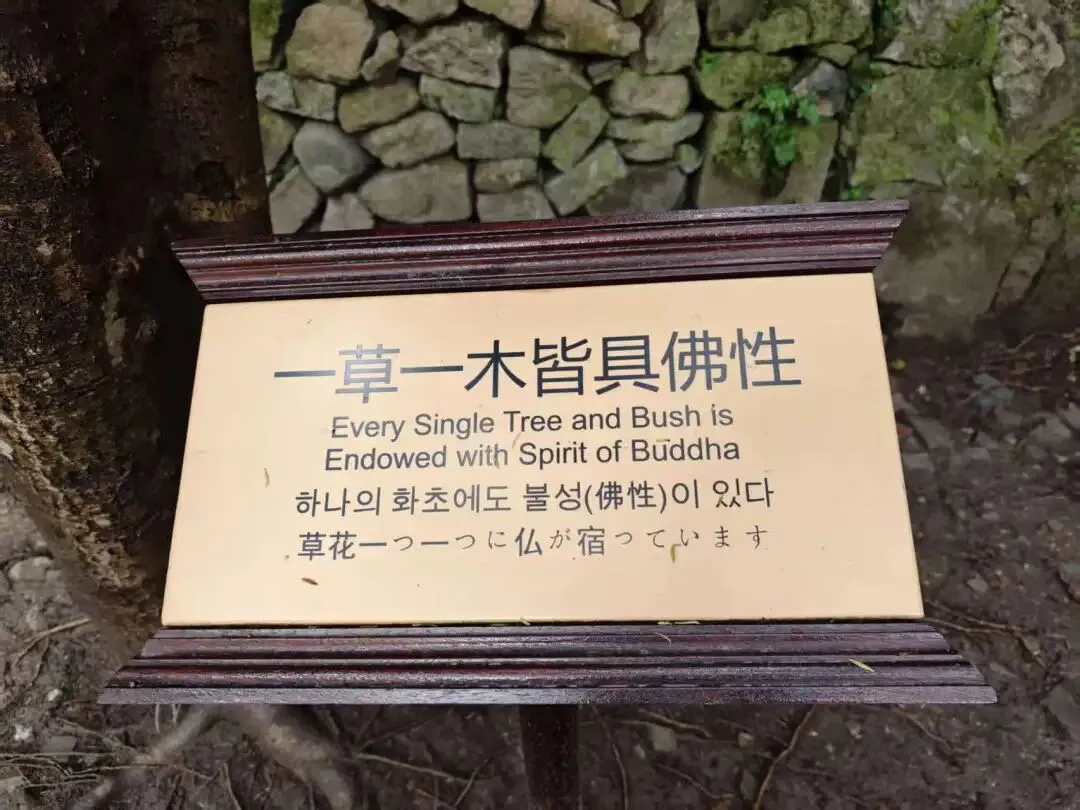 一草一木皆具佛性
Every Single Tree and Bush is
Endowed with Spirit of Buddha
하나의 화초에도 불성(佛性)이 있다
草花一つ一つに仏が宿っています